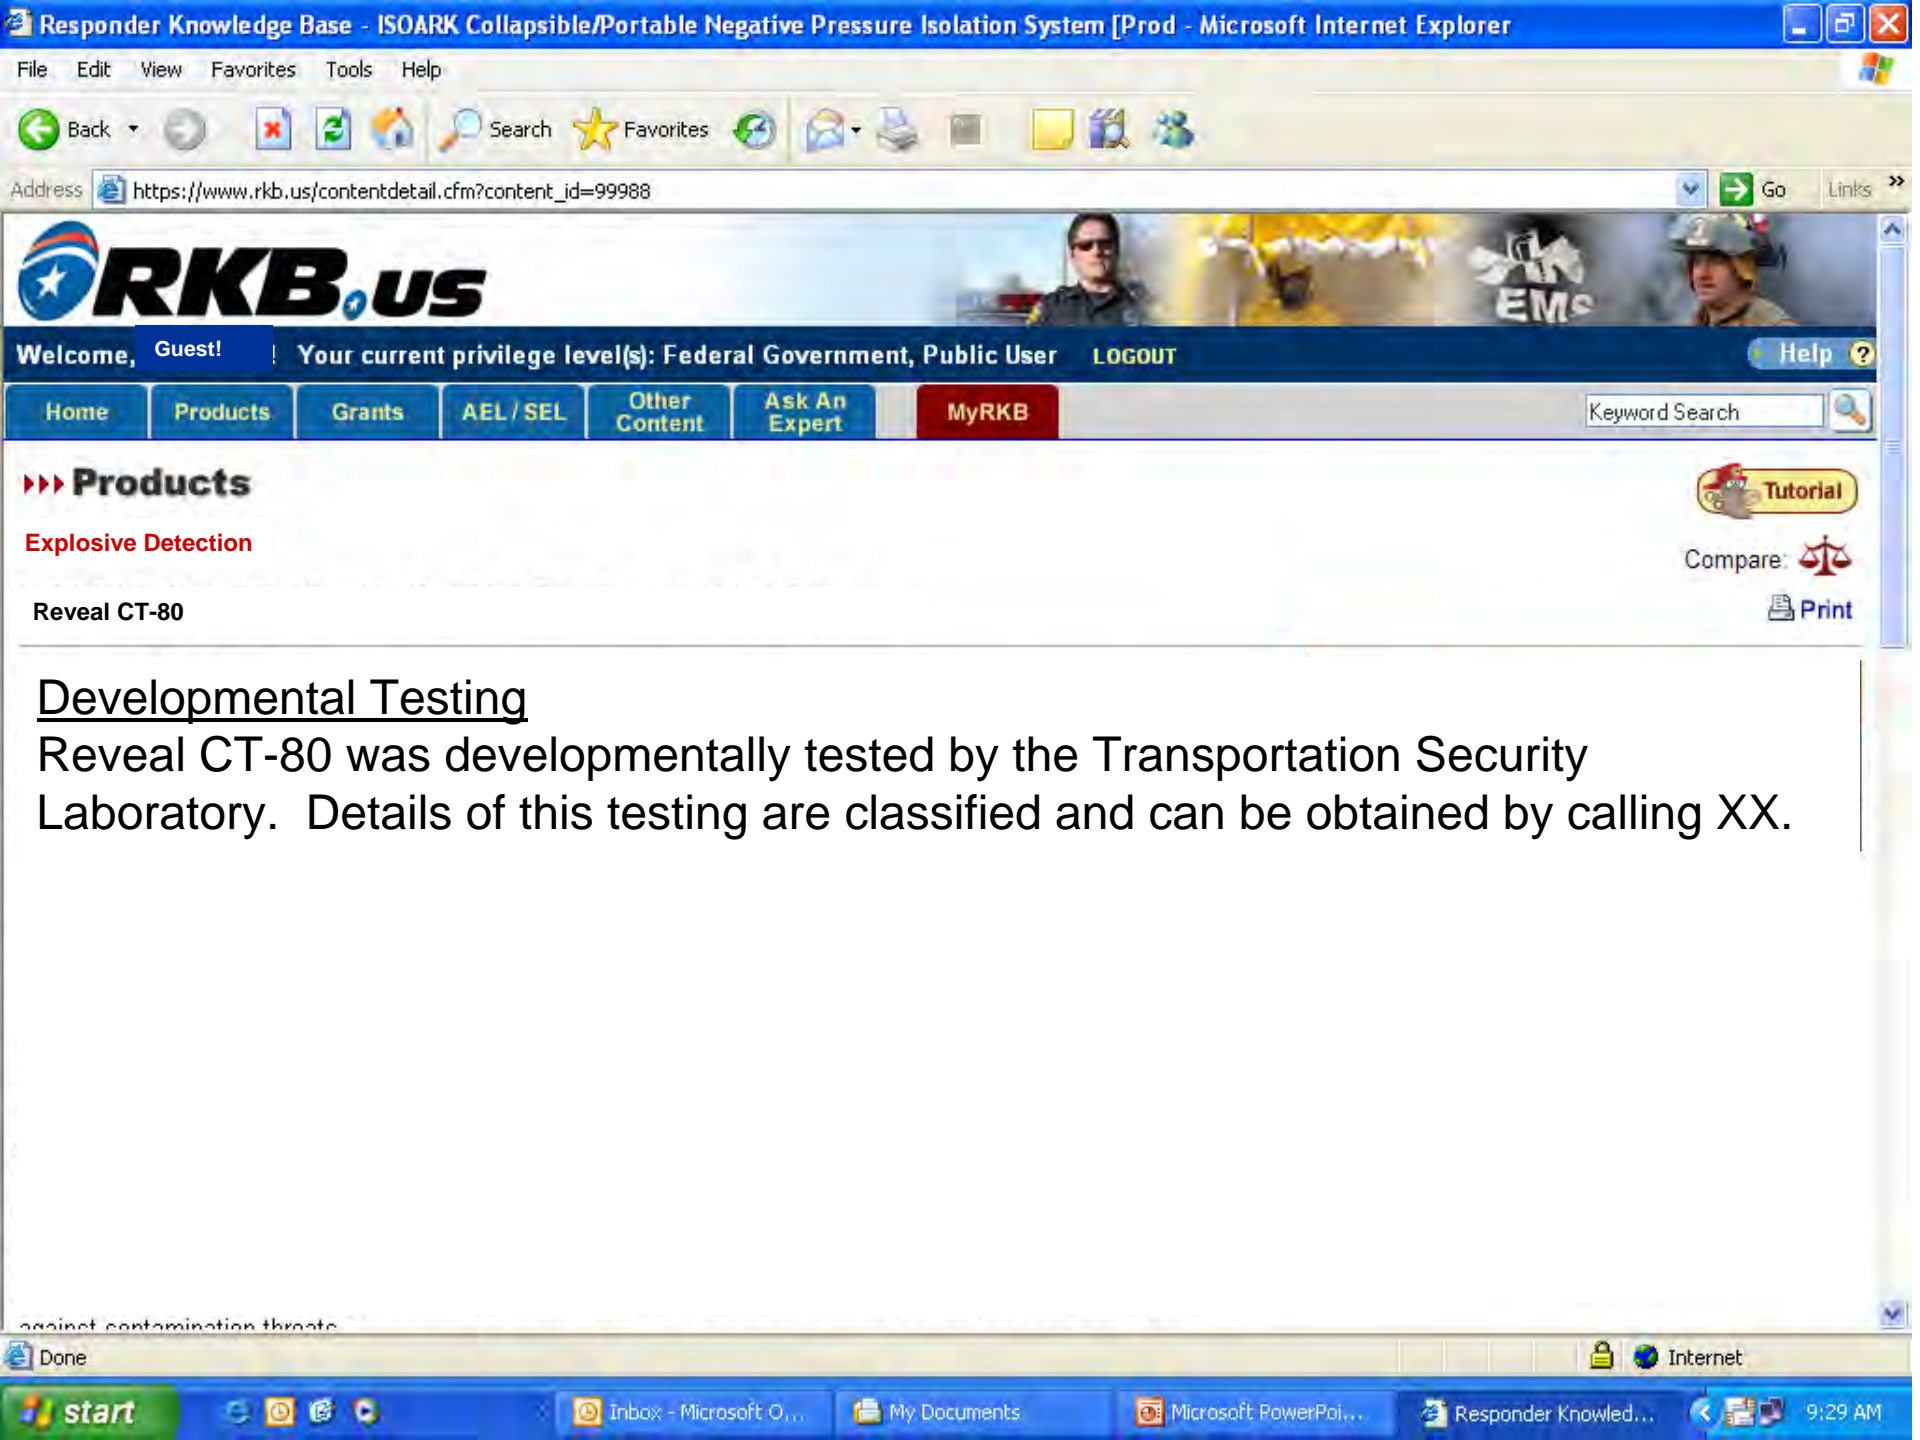 Responder Knowledge Base - ISOARK Collapsible/Portable Negative Pressure Isolation System [Prod - Microsoft Internet Explorer
File Edit View Favorites Tools Help
Back Search Favorites
Address https://www.rkb.us/contentdetail.cfm?content_id=99988 Go Links »
RKB.us EMS
Welcome, Guest! ! Your current privilege level(s): Federal Government, Public User LOGOUT Help ?
Home Products Grants AEL / SEL Other Content Ask An Expert MyRKB Keyword Search
Products
Tutorial
Explosive Detection
Compare:
Reveal CT-80
Print
Developmental Testing
Reveal CT-80 was developmentally tested by the Transportation Security
Laboratory. Details of this testing are classified and can be obtained by calling XX.
against contamination threats
Done Internet
start Inbox - Microsoft O... My Documents Microsoft PowerPoi... Responder Knowled... 9:29 AM